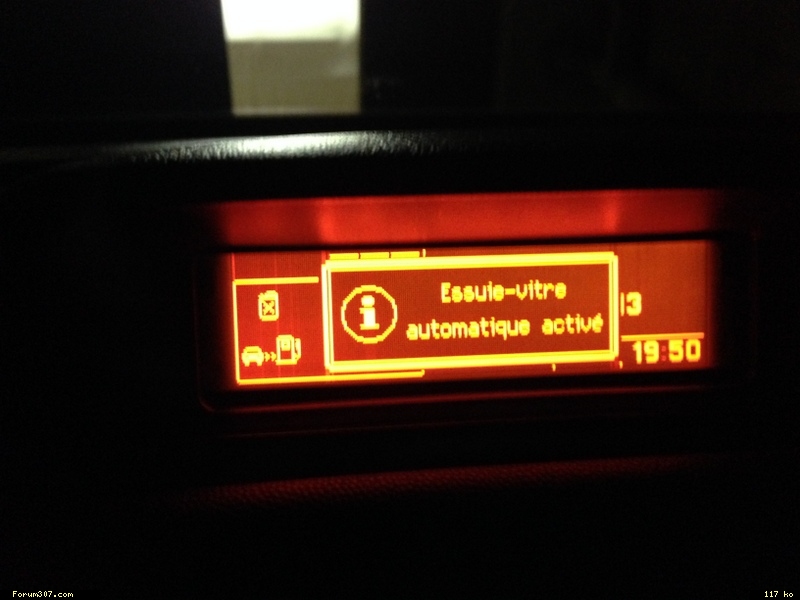 Essuie-vitre
automatique activé
13
19:50
Forum307.com
117 ko